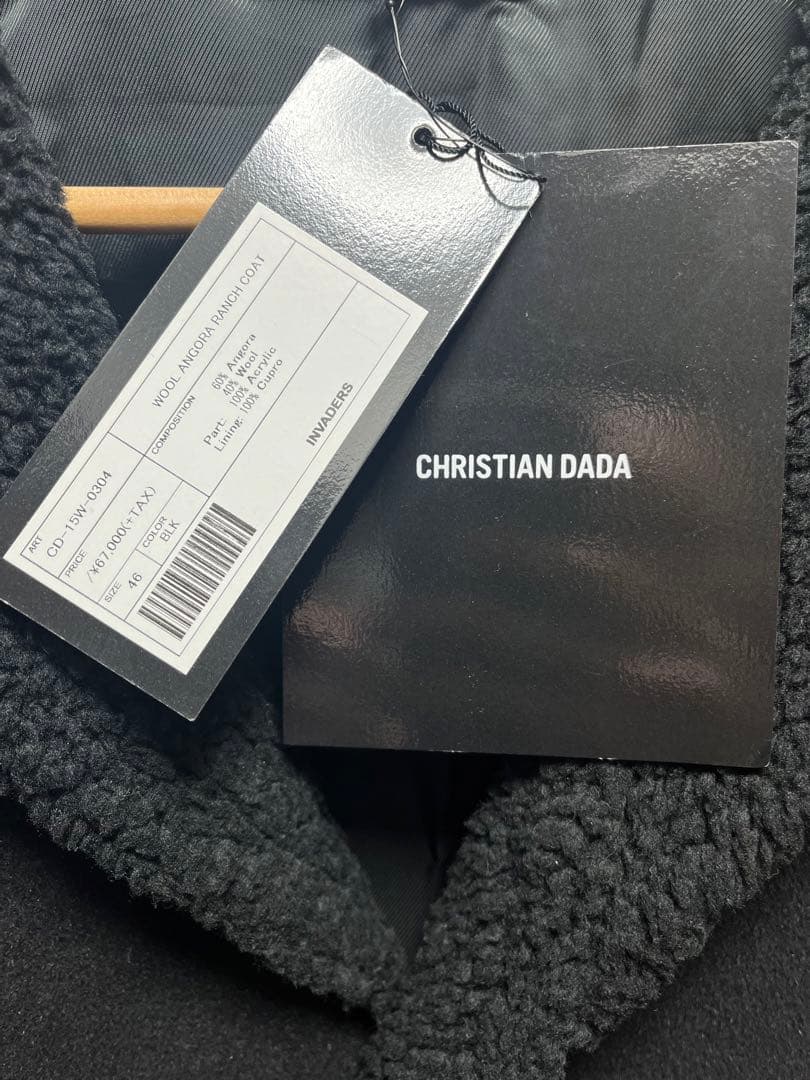 ART
CD-15W-0304
WOOL ANGORA RANCH COAT
PRICE
/¥67,000(+TAX)
COMPOSITION
60% Angora
40% Wool
Part: 100% Acrylic
Lining: 100% Cupro
SIZE
46
COLOR
BLK
INVADERS
CHRISTIAN DADA